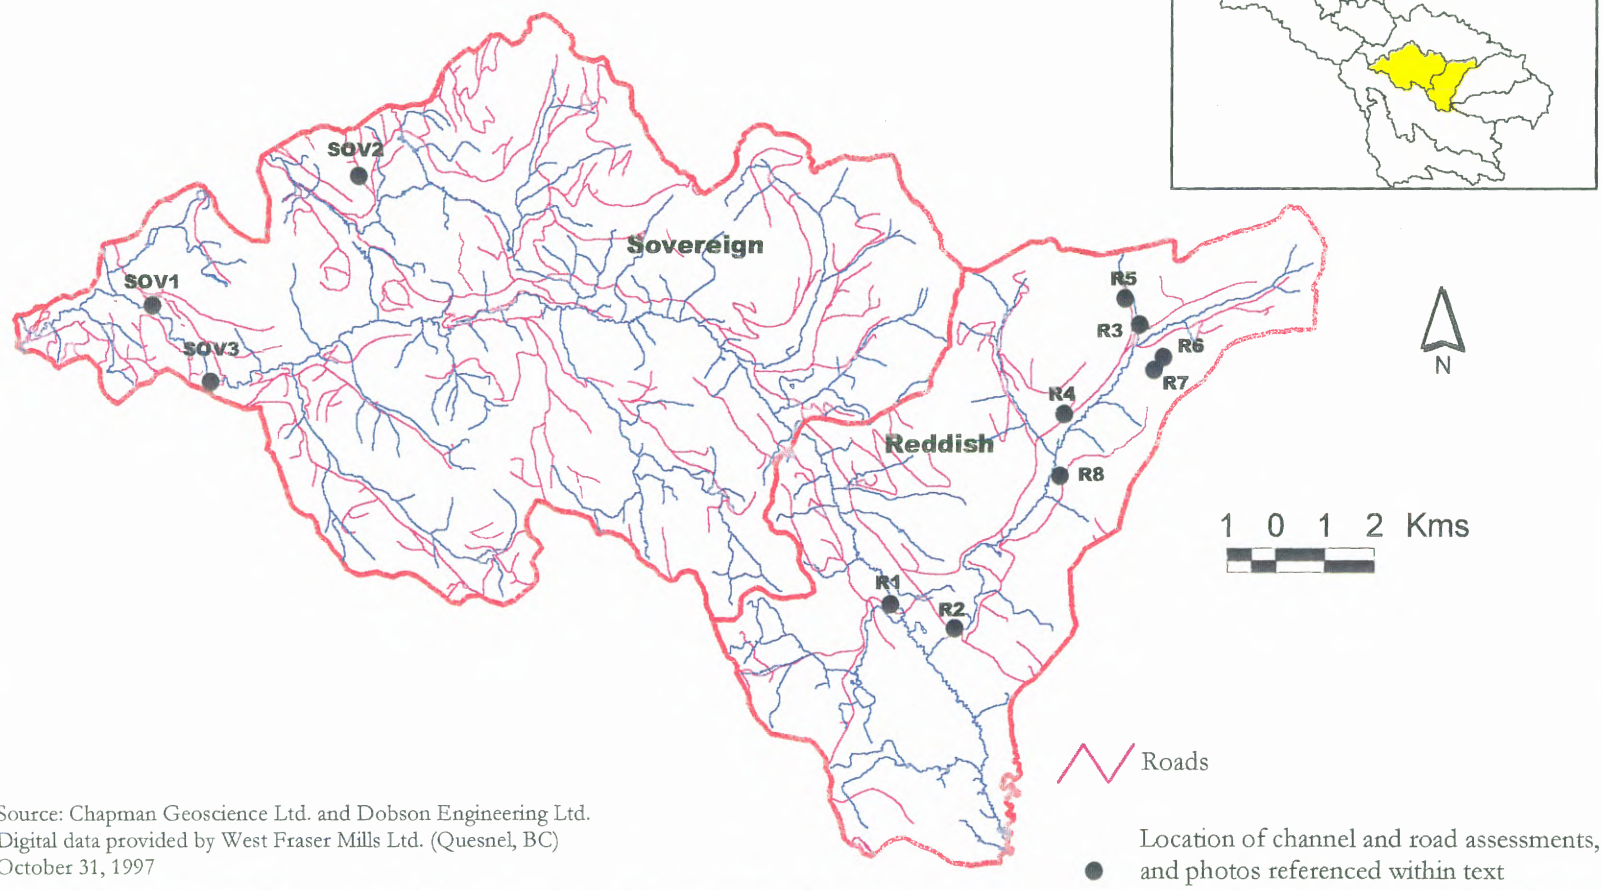 SOV2
Sovereign
SOV1
R5
R3
SOV3
R6
R7
N
R4
Reddish
R8
1 0 1 2 Kms
R1
R2
Roads
Source: Chapman Geoscience Ltd. and Dobson Engineering Ltd.
Digital data provided by West Fraser Mills Ltd. (Quesnel, BC)
October 31, 1997
Location of channel and road assessments,
and photos referenced within text